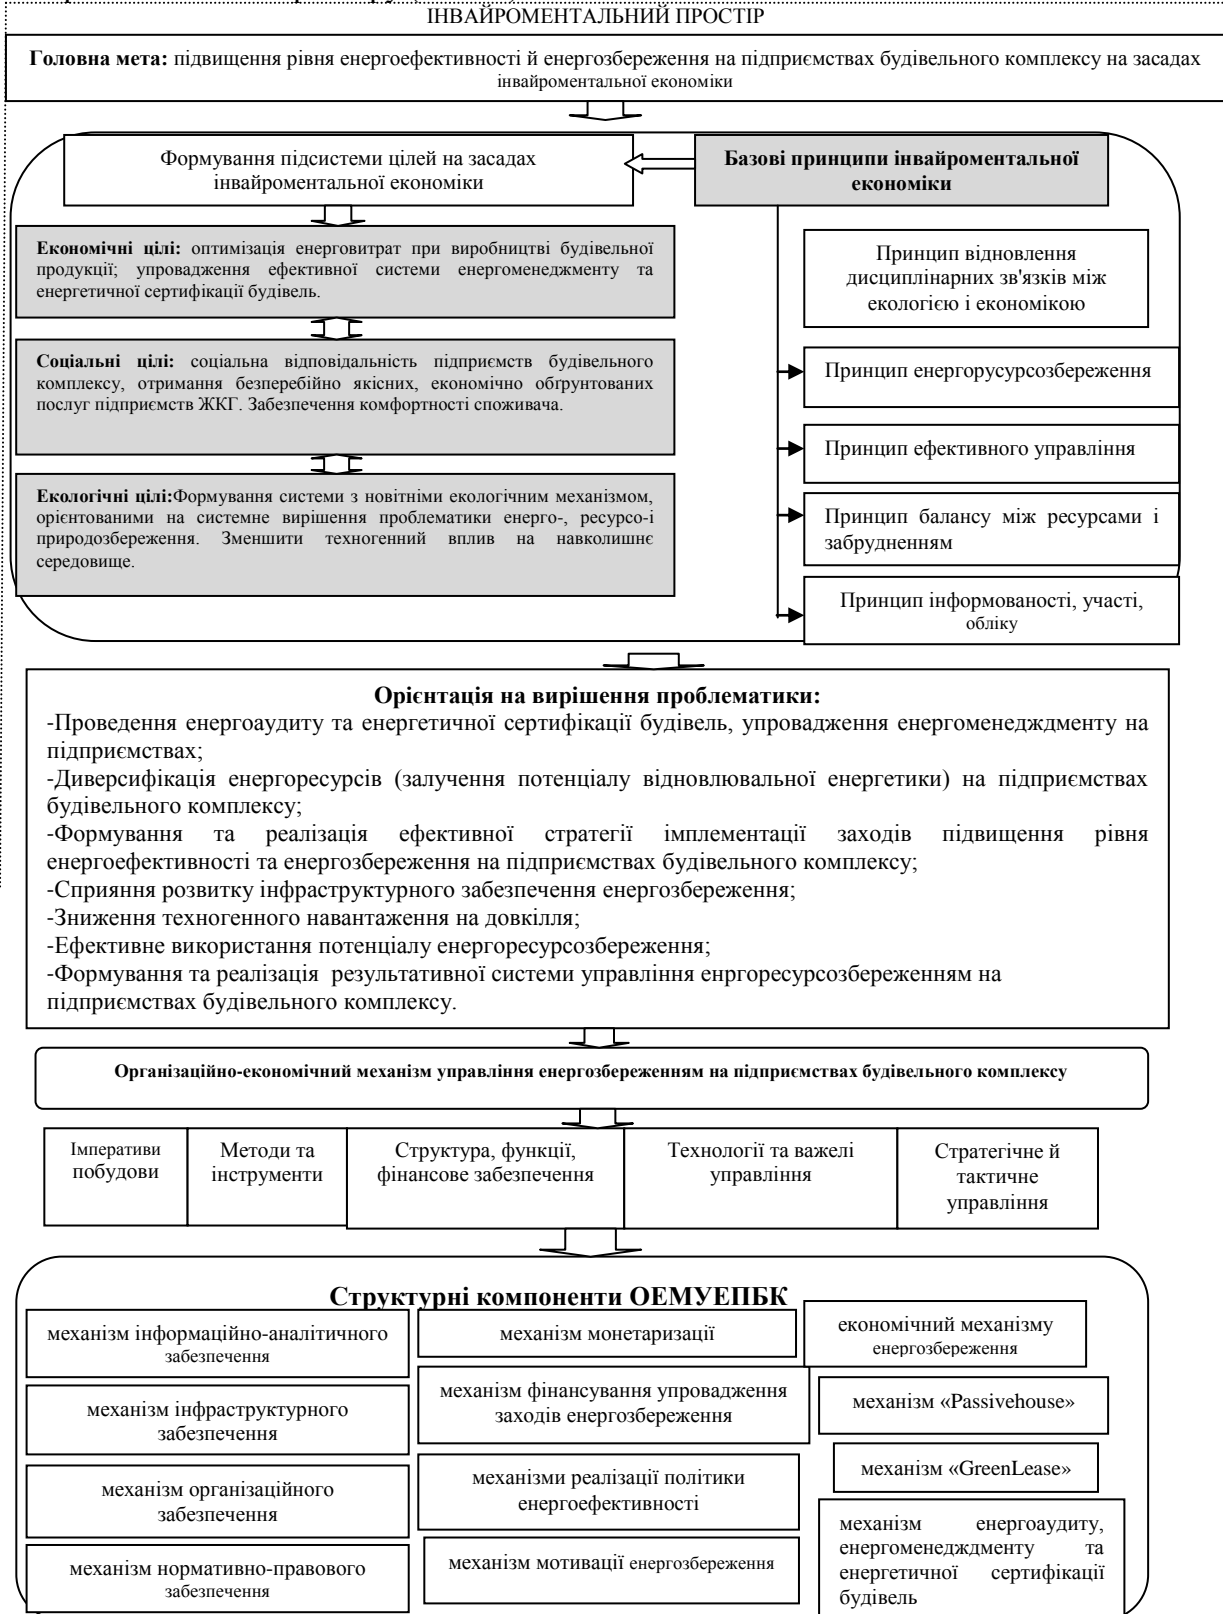 ІНВАЙРОМЕНТАЛЬНИЙ ПРОСТІР
Головна мета: підвищення рівня енергоефективності й енергозбереження на підприємствах будівельного комплексу на засадах
інвайроментальної економіки
Формування підсистеми цілей на засадах
інвайроментальної економіки
Базові принципи інвайроментальної
економіки
Економічні цілі: оптимізація енерговитрат при виробництві будівельної
продукції; упровадження ефективної системи енергоменеджменту та
енергетичної сертифікації будівель.
Соціальні цілі: соціальна відповідальність підприємств будівельного
комплексу, отримання безперебійно якісних, економічно обґрунтованих
послуг підприємств ЖКГ. Забезпечення комфортності споживача.
Екологічні цілі:Формування системи з новітніми екологічним механізмом,
орієнтованими на системне вирішення проблематики енерго-, ресурсо-і
природозбереження. Зменшити техногенний вплив на навколишнє
середовище.
Принцип відновлення
дисциплінарних зв'язків між
екологією і економікою
Принцип енергорусурсозбереження
Принцип ефективного управління
Принцип балансу між ресурсами і
забрудненням
Принцип інформованості, участі,
обліку
Орієнтація на вирішення проблематики:
-Проведення енергоаудиту та енергетичної сертифікації будівель, упровадження енергоменедждменту на
підприємствах;
-Диверсифікація енергоресурсів (залучення потенціалу відновлювальної енергетики) на підприємствах
будівельного комплексу;
-Формування та реалізація ефективної стратегії імплементації заходів підвищення рівня
енергоефективності та енергозбереження на підприємствах будівельного комплексу;
-Сприяння розвитку інфраструктурного забезпечення енергозбереження;
-Зниження техногенного навантаження на довкілля;
-Ефективне використання потенціалу енергоресурсозбереження;
-Формування та реалізація результативної системи управління енргоресурсозбереженням на
підприємствах будівельного комплексу.
Організаційно-економічний механізм управління енергозбереженням на підприємствах будівельного комплексу
Імперативи
побудови
Методи та
інструменти
Структура, функції,
фінансове забезпечення
Технології та важелі
управління
Стратегічне й
тактичне
управління
Структурні компоненти ОЕМУЕПБК
механізм інформаційно-аналітичного
забезпечення
механізм інфраструктурного
забезпечення
механізм організаційного
забезпечення
механізм нормативно-правового
забезпечення
механізм монетаризації
механізм фінансування упровадження
заходів енергозбереження
механізми реалізації політики
енергоефективності
механізм мотивації енергозбереження
економічний механізму
енергозбереження
механізм «Passivehouse»
механізм «GreenLease»
механізм енергоаудиту,
енергоменедждменту та
енергетичної сертифікації
будівель